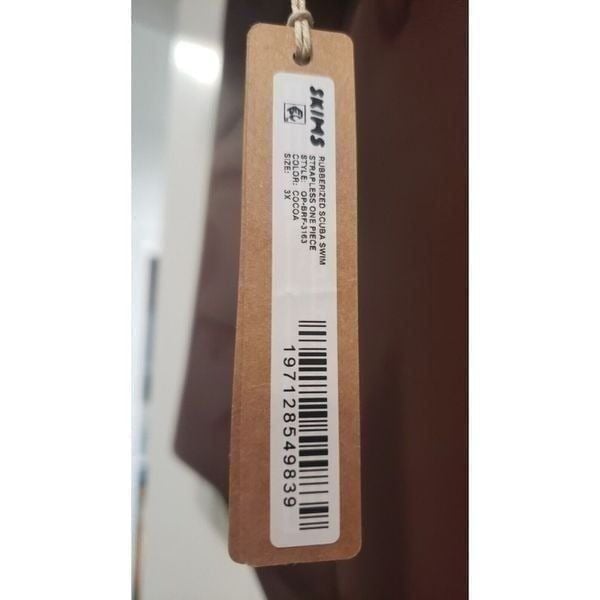 SKIMS
RUBBERIZED SCUBA SWIM
STRAPLESS ONE PIECE
STYLE: OP-BRF-3163
COLOR: COCOA
SIZE: 3X
197128549839